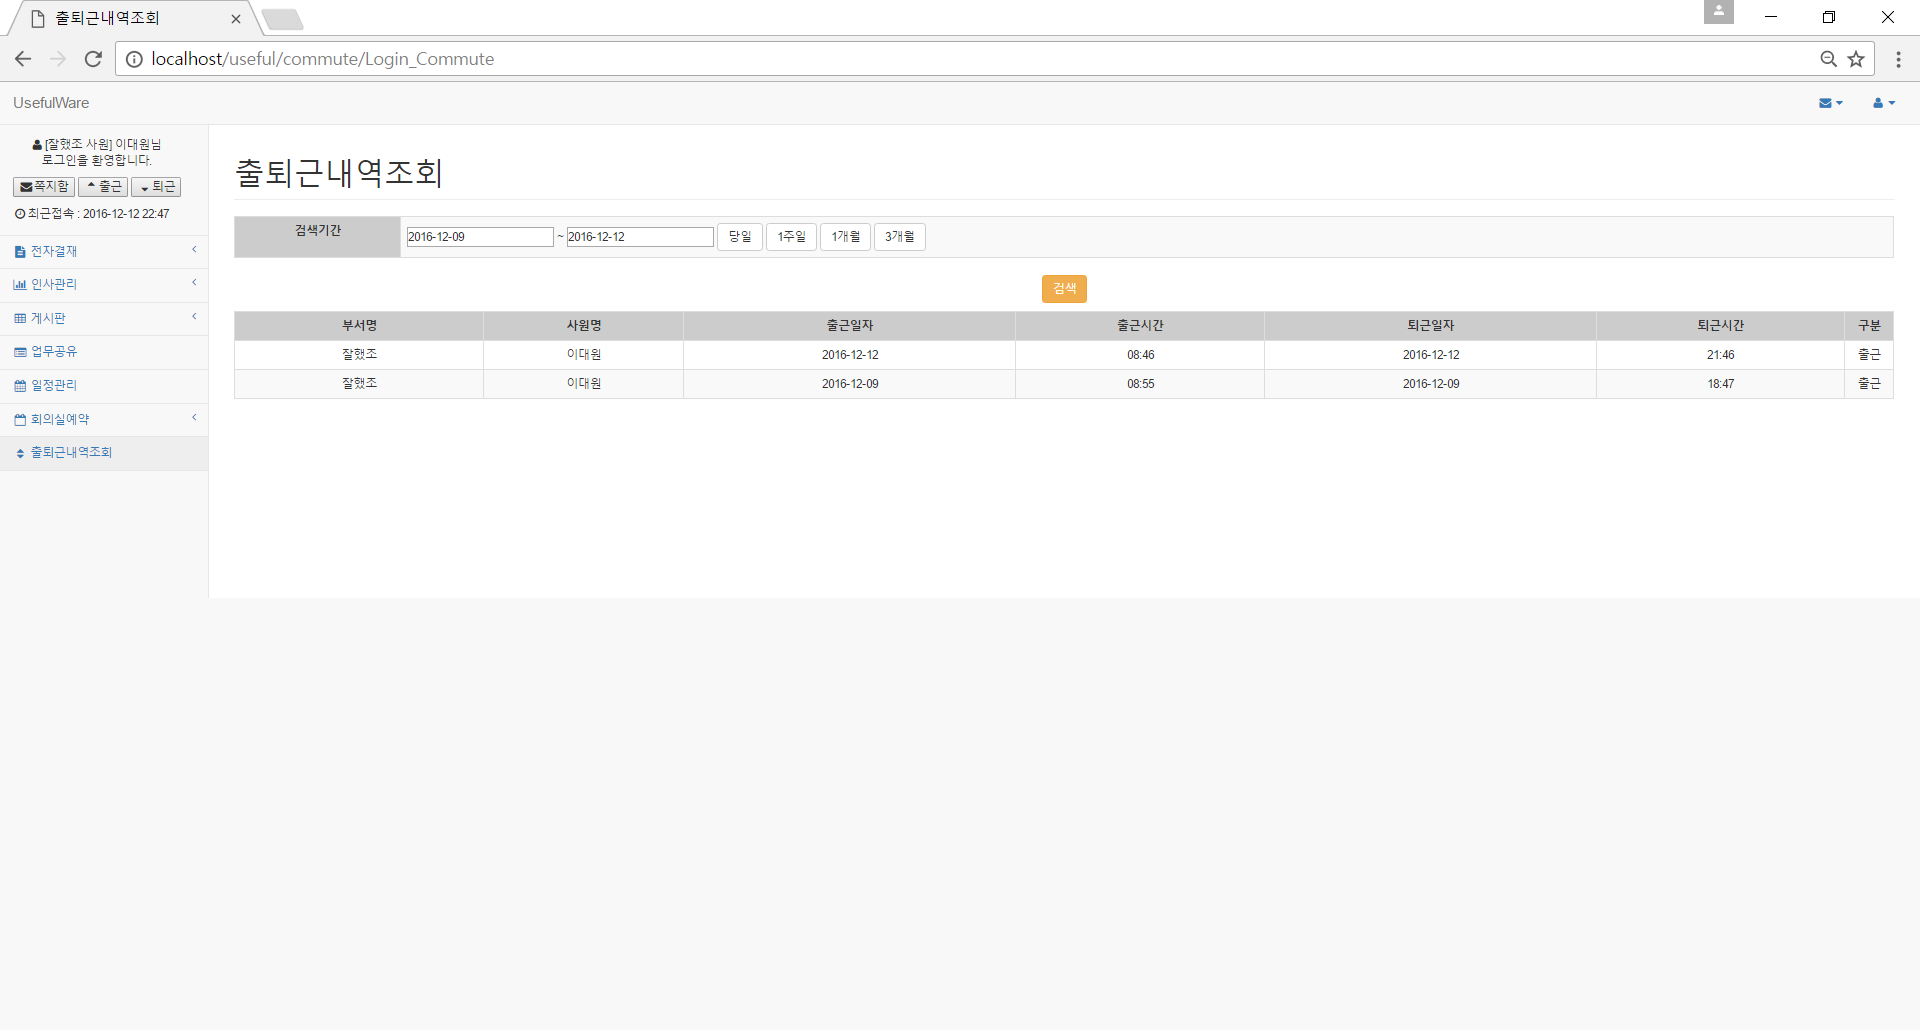 출퇴근내역조회
localhost/useful/commute/Login_Commute
UsefulWare
[잘했조 사원] 이대원님
로그인을 환영합니다.
쪽지함 출근 퇴근
최근접속 : 2016-12-12 22:47
전자결재
인사관리
게시판
업무공유
일정관리
회의실예약
출퇴근내역조회
출퇴근내역조회
검색기간 2016-12-09 ~ 2016-12-12 당일 1주일 1개월 3개월
검색
부서명 사원명 출근일자 출근시간 퇴근일자 퇴근시간 구분
잘했조 이대원 2016-12-12 08:46 2016-12-12 21:46 출근
잘했조 이대원 2016-12-09 08:55 2016-12-09 18:47 출근